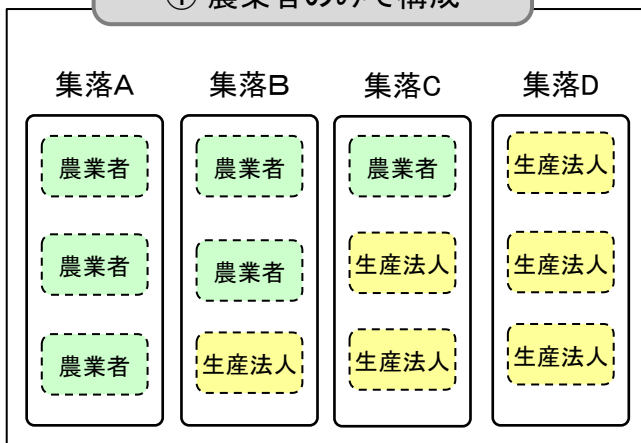 ① 農業者のみで構成
集落A
集落B
集落C
集落D
農業者
農業者
農業者
生産法人
農業者
農業者
生産法人
生産法人
農業者
生産法人
生産法人
生産法人